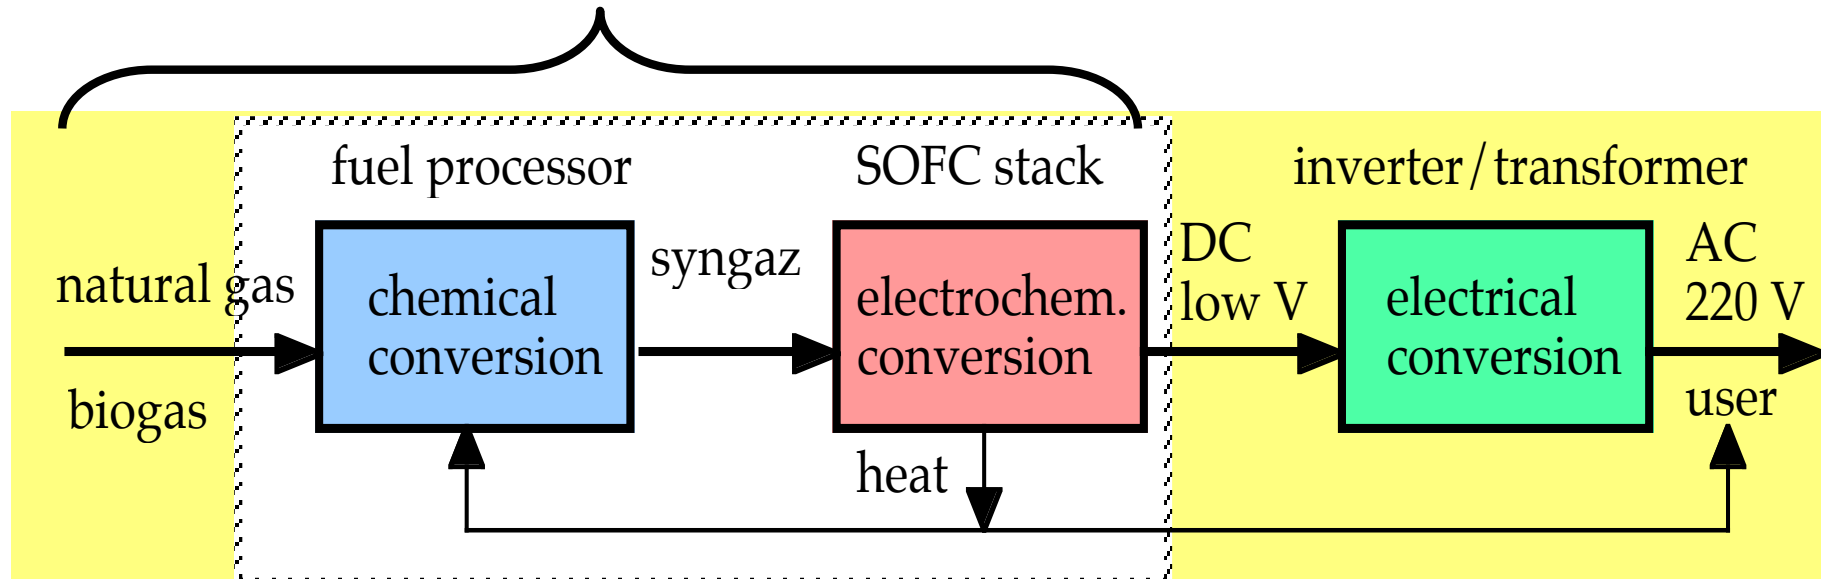 fuel processor
SOFC stack
inverter/transformer
natural gas
biogas
chemical
conversion
syngaz
electrochem.
conversion
DC
low V
electrical
conversion
AC
220 V
user
heat